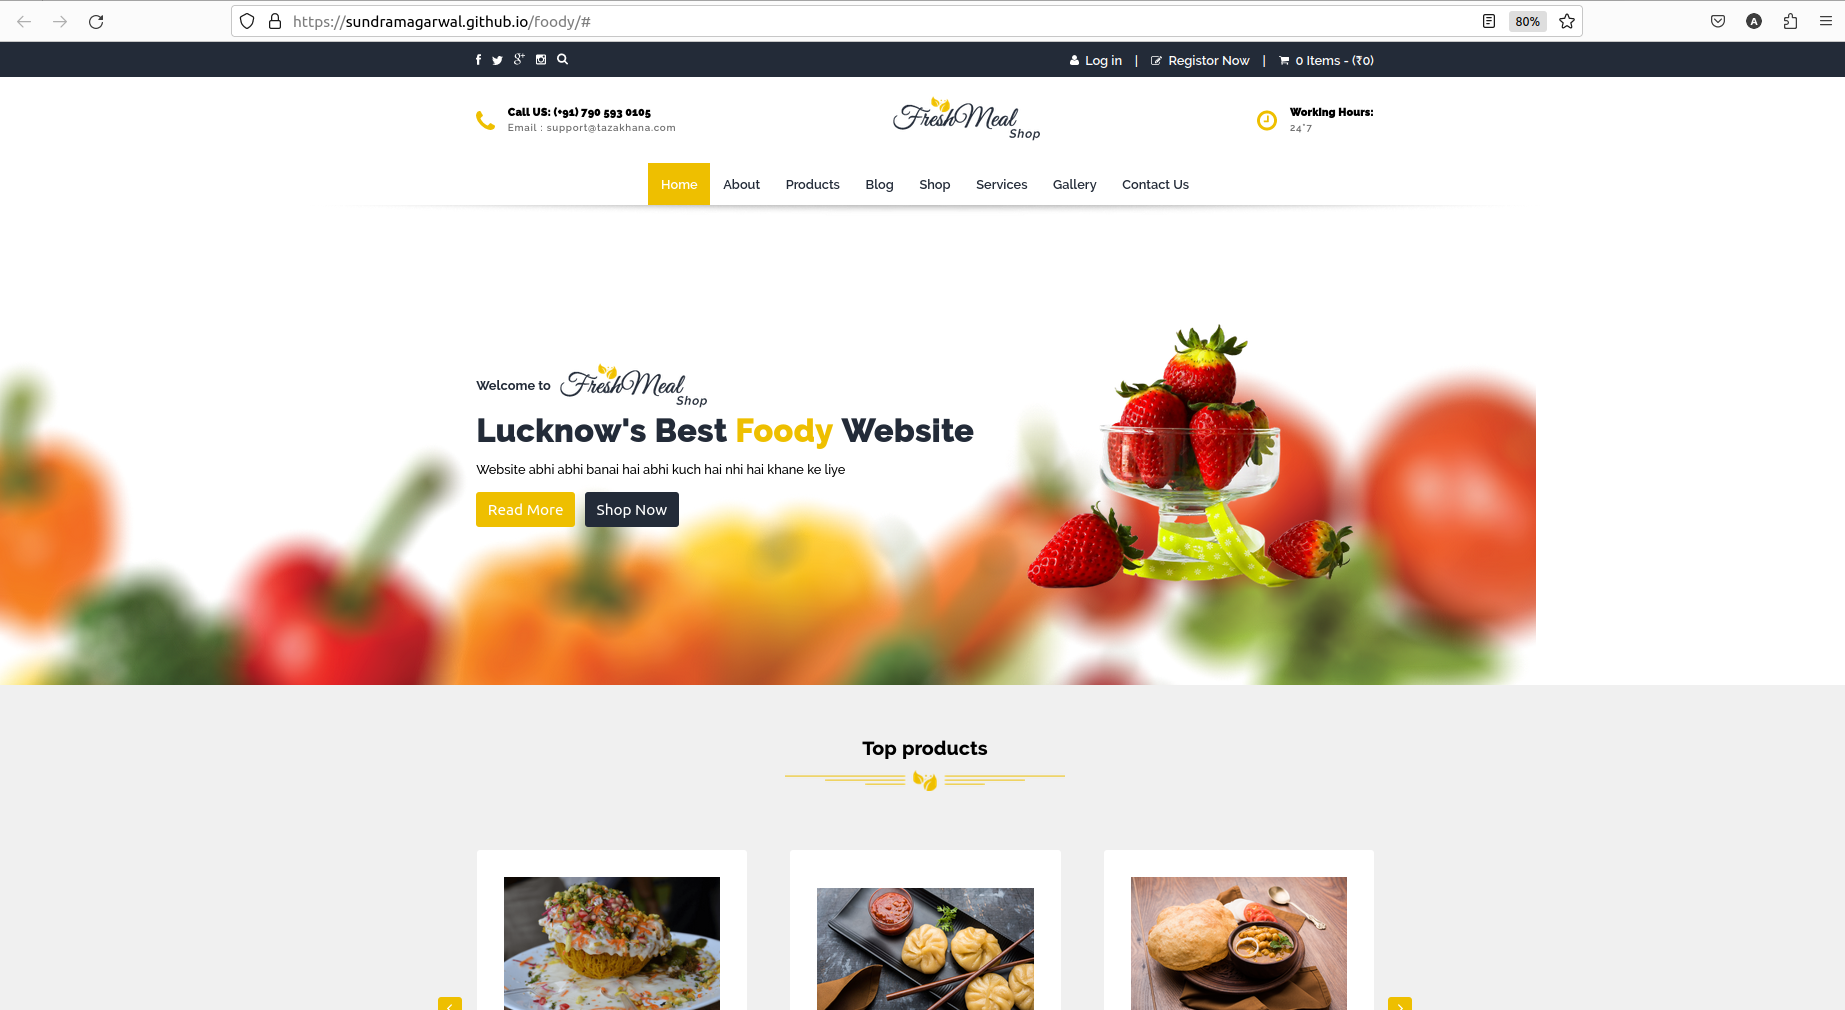 https://sundramagarwal.github.io/foody/#
80%
A
Log in | Registor Now | 0 Items - (₹0)
Call US: (+91) 790 593 0105
Email : support@tazakhana.com
FreshMeal
Shop
Working Hours:
24*7
Home About Products Blog Shop Services Gallery Contact Us
Welcome to FreshMeal
Shop
Lucknow's Best Foody Website
Website abhi abhi banai hai abhi kuch hai nhi hai khane ke liye
Read More Shop Now
Top products